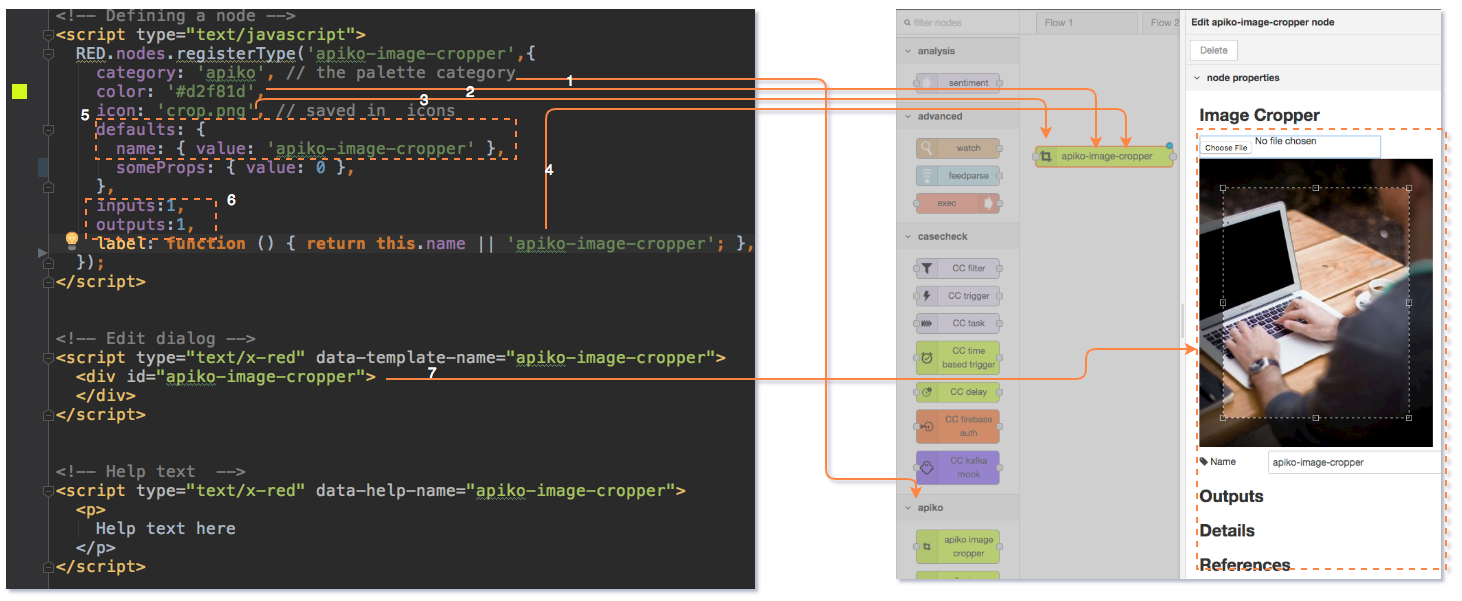 <!-- Defining a node -->
<script type="text/javascript">
RED.nodes.registerType('apiko-image-cropper',{
category: 'apiko', // the palette category
1
color: '#d2f81d',
2
3
icon: 'crop.png', // saved in  icons
5
defaults: {
name: { value: 'apiko-image-cropper' },
someProps: { value: 0 },
4
},
6
inputs:1,
outputs:1,
label: function () { return this.name || 'apiko-image-cropper'; },
});
</script>
<!-- Edit dialog -->
<script type="text/x-red" data-template-name="apiko-image-cropper">
<div id="apiko-image-cropper">
7
</div>
</script>
<!-- Help text  -->
<script type="text/x-red" data-help-name="apiko-image-cropper">
<p>
Help text here
</p>
</script>
filter nodes
analysis
sentiment
advanced
watch
feedparse
exec
casecheck
CC filter
CC trigger
CC task
CC time
based trigger
CC delay
CC firebase
auth
CC kafka
mock
apiko
apiko image
cropper
Flow 1
Flow 2
apiko-image-cropper
Edit apiko-image-cropper node
Delete
node properties
Image Cropper
Choose File No file chosen
Name apiko-image-cropper
Outputs
Details
References